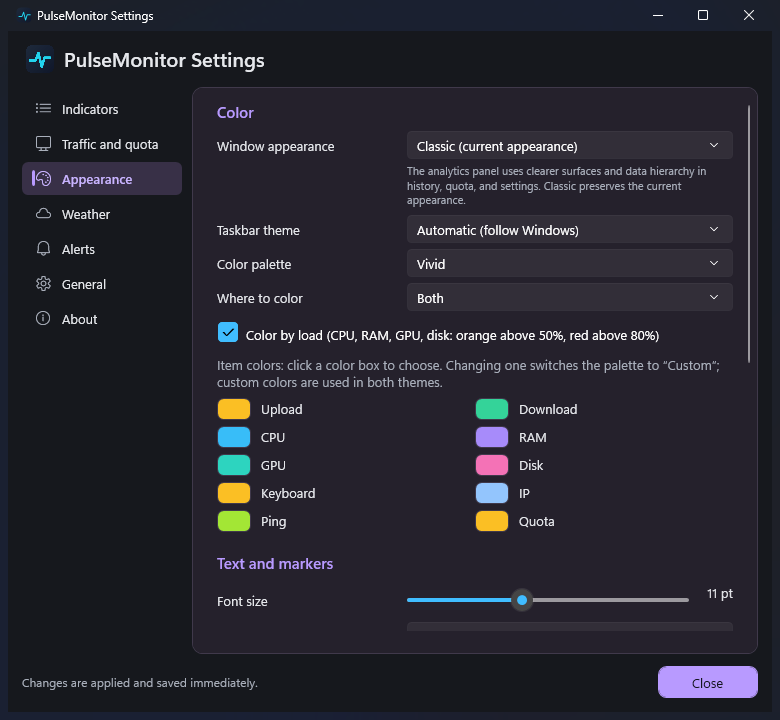 PulseMonitor Settings
PulseMonitor Settings
Indicators
Traffic and quota
Appearance
Weather
Alerts
General
About
Color
Window appearance
Classic (current appearance)
The analytics panel uses clearer surfaces and data hierarchy in
history, quota, and settings. Classic preserves the current
appearance.
Taskbar theme
Automatic (follow Windows)
Color palette
Vivid
Where to color
Both
Color by load (CPU, RAM, GPU, disk: orange above 50%, red above 80%)
Item colors: click a color box to choose. Changing one switches the palette to “Custom”;
custom colors are used in both themes.
Upload
Download
CPU
RAM
GPU
Disk
Keyboard
IP
Ping
Quota
Text and markers
Font size
11 pt
Changes are applied and saved immediately.
Close